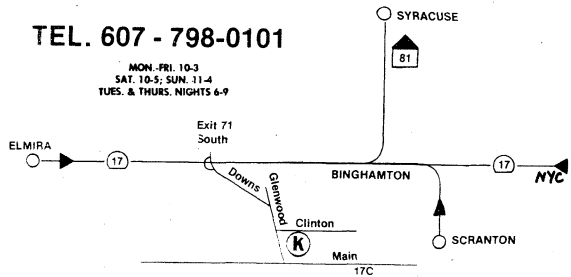 SYRACUSE
TEL. 607 - 798-0101
81
MON.-FRI. 10-3
SAT. 10-5; SUN. 11-4
TUES. & THURS. NIGHTS 6-9
Exit 71
South
ELMIRA
17
17
BINGHAMTON
NYC
Downs
Glenwood
Clinton
K
SCRANTON
Main
17C